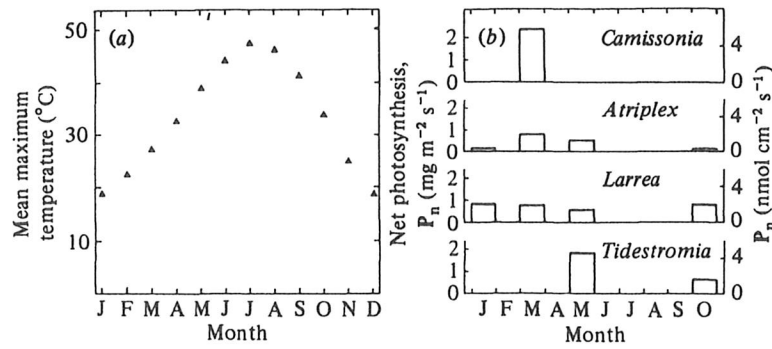 (a)
50
30
10
Mean maximum
temperature (°C)
J F M A M J J A S O N D
Month
(b)
Net photosynthesis,
Pₙ (mg m⁻² s⁻¹)
Pₙ (nmol cm⁻² s⁻¹)
2
1
0
Camissonia
4
0
2
1
0
Atriplex
4
0
2
1
0
Larrea
4
0
2
1
0
Tidestromia
4
0
J F M A M J J A S O
Month